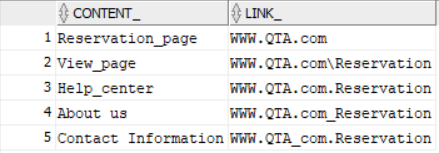 CONTENT_ LINK_
1 Reservation_page WWW.QTA.com
2 View_page WWW.QTA.com\Reservation
3 Help_center WWW.QTA.com\Reservation
4 About us WWW.QTA.com_Reservation
5 Contact Information WWW.QTA_com.Reservation